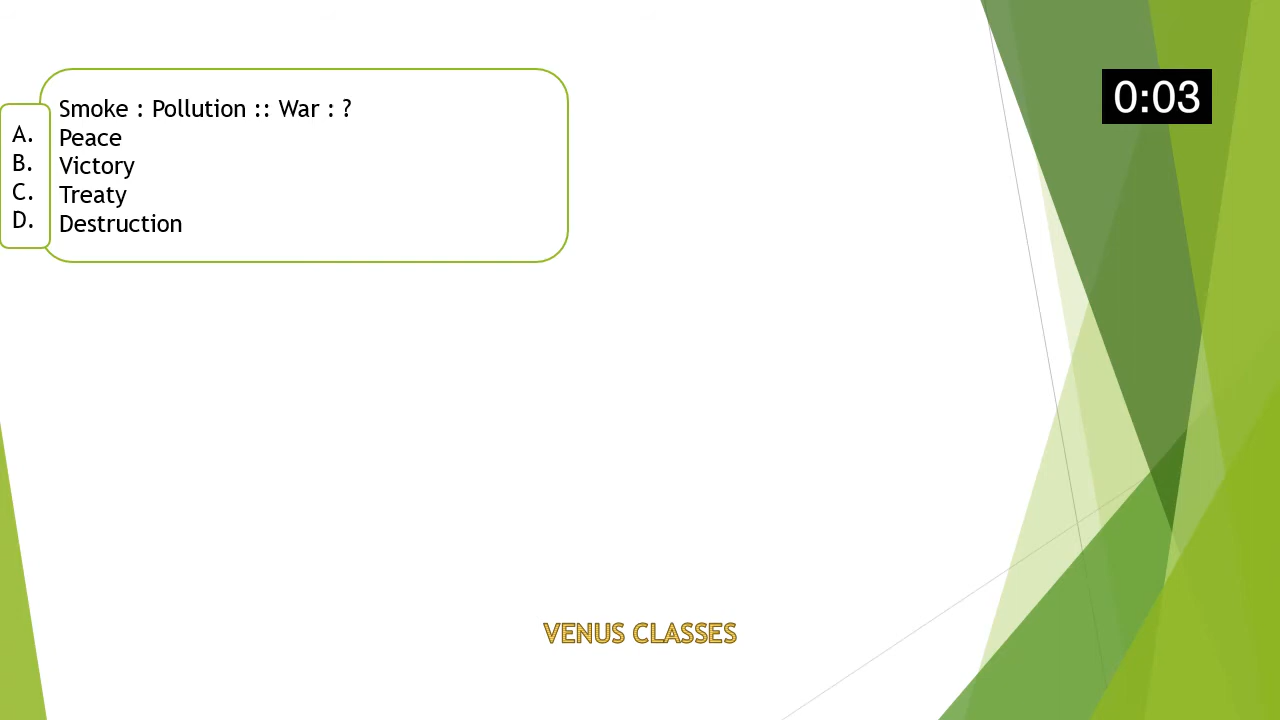 Smoke : Pollution :: War : ?
A. Peace
B. Victory
C. Treaty
D. Destruction
0:03
VENUS CLASSES